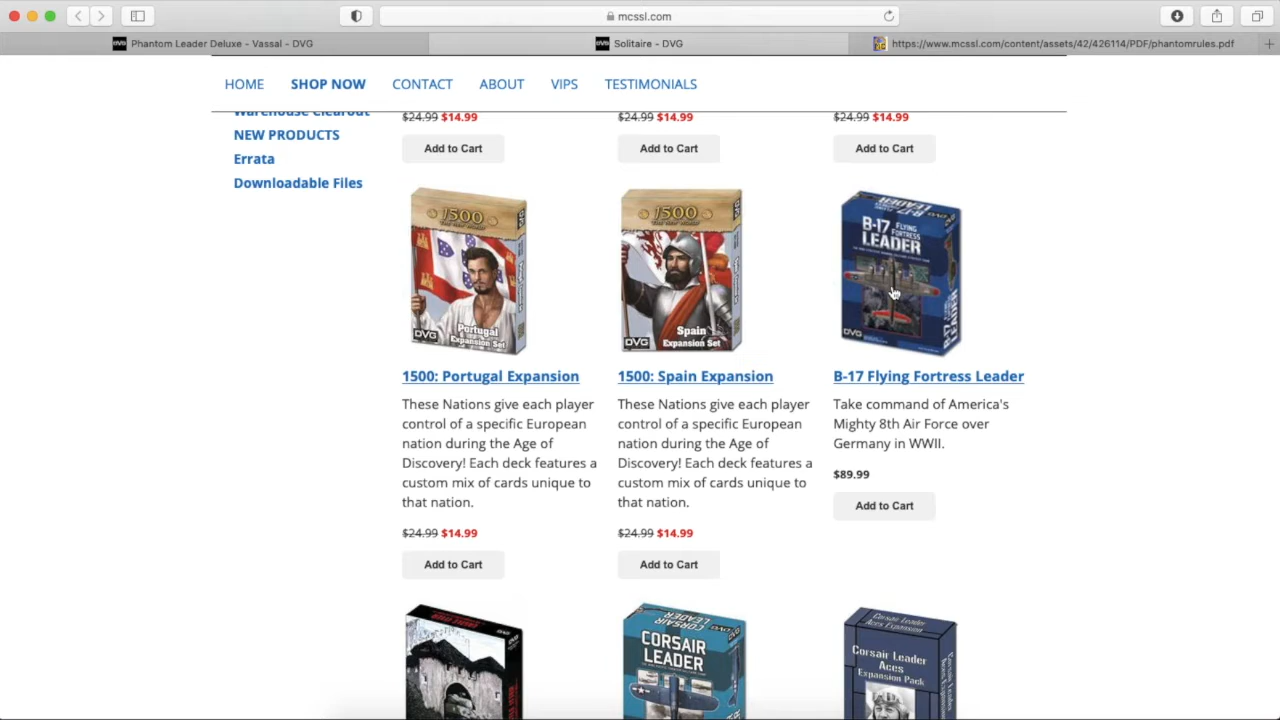 mcssl.com
Phantom Leader Deluxe - Vassal - DVG
Solitaire - DVG
https://www.mcssl.com/content/assets/42/426114/PDF/phantomrules.pdf
HOME SHOP NOW CONTACT ABOUT VIPS TESTIMONIALS
Warehouse Clearout
NEW PRODUCTS
Errata
Downloadable Files
$24.99 $14.99
Add to Cart
$24.99 $14.99
Add to Cart
$24.99 $14.99
Add to Cart
1500
Portugal
Expansion Set
DVG
1500: Portugal Expansion
These Nations give each player
control of a specific European
nation during the Age of
Discovery! Each deck features a
custom mix of cards unique to
that nation.
$24.99 $14.99
Add to Cart
1500
Spain
Expansion Set
DVG
1500: Spain Expansion
These Nations give each player
control of a specific European
nation during the Age of
Discovery! Each deck features a
custom mix of cards unique to
that nation.
$24.99 $14.99
Add to Cart
B-17 FLYING
FORTRESS
LEADER
DVG
B-17 Flying Fortress Leader
Take command of America's
Mighty 8th Air Force over
Germany in WWII.
$89.99
Add to Cart
CORSAIR
LEADER
Corsair Leader
Aces
Expansion Pack